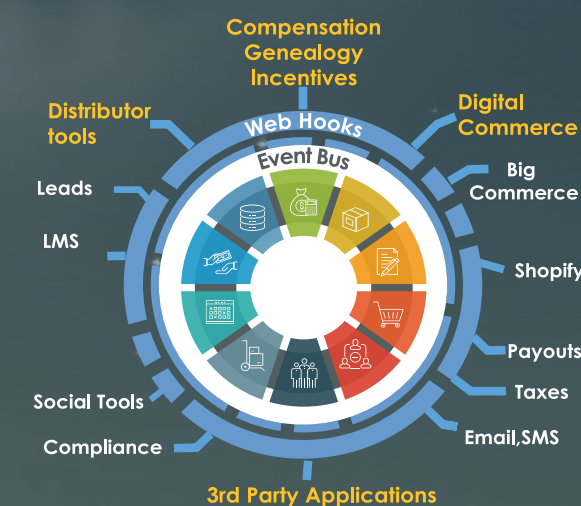 Compensation
Genealogy
Incentives
Distributor
tools
Digital
Commerce
Web Hooks
Event Bus
Leads
Big
Commerce
LMS
Shopify
Payouts
Taxes
Social Tools
Email,SMS
Compliance
3rd Party Applications